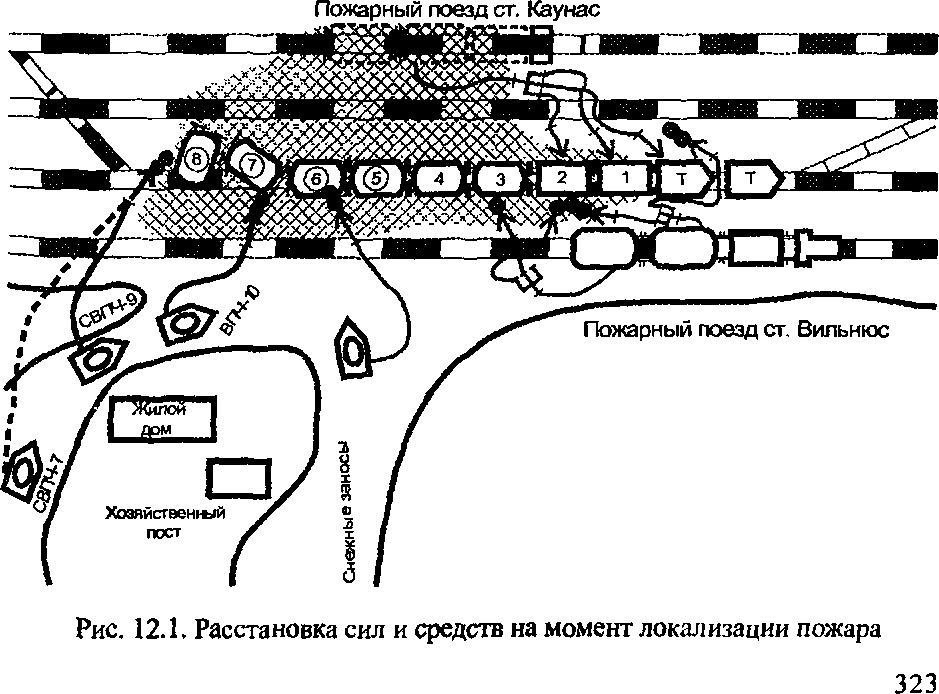 Пожарный поезд ст. Каунас
8
7
6
5
4
3
2
1
Т
Т
СВПЧ-9
ВПЧ-10
Пожарный поезд ст. Вильнюс
Жилой
дом
СВПЧ-7
Хозяйственный
пост
Снежные заносы
Рис. 12.1. Расстановка сил и средств на момент локализации пожара
323